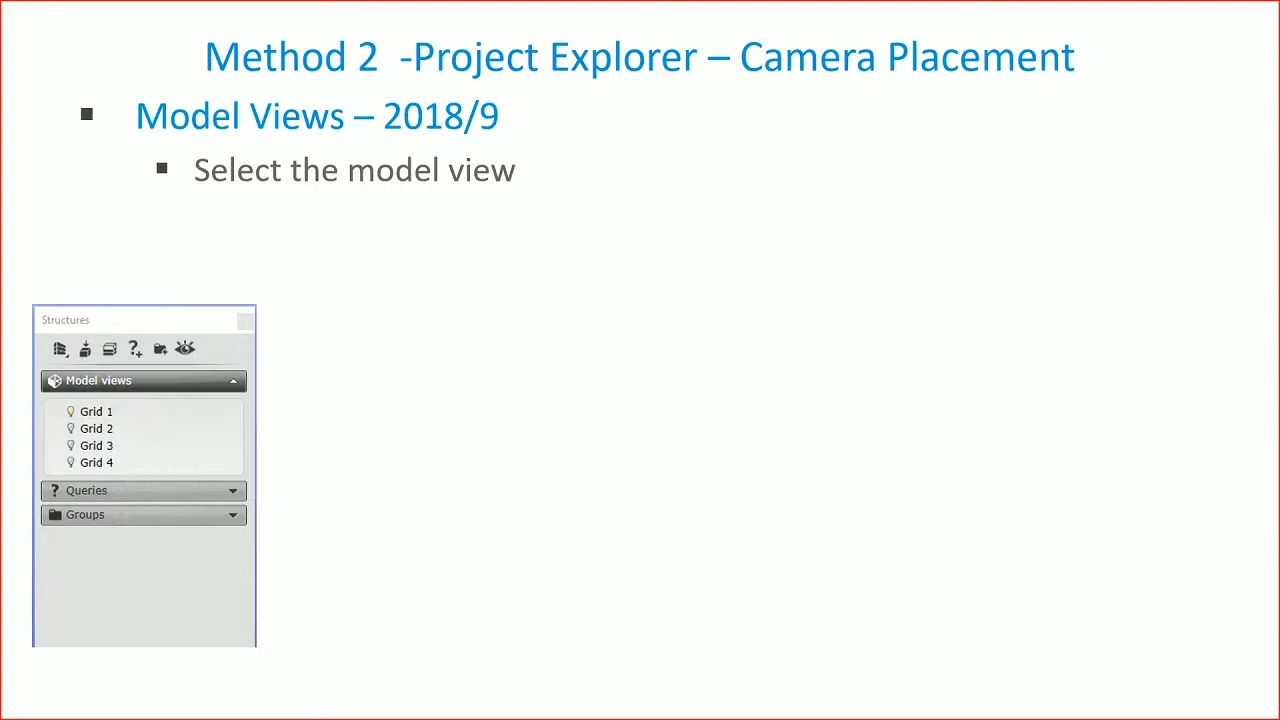 Method 2 -Project Explorer – Camera Placement
Model Views – 2018/9
Select the model view
Structures
Model views
Grid 1
Grid 2
Grid 3
Grid 4
Queries
Groups